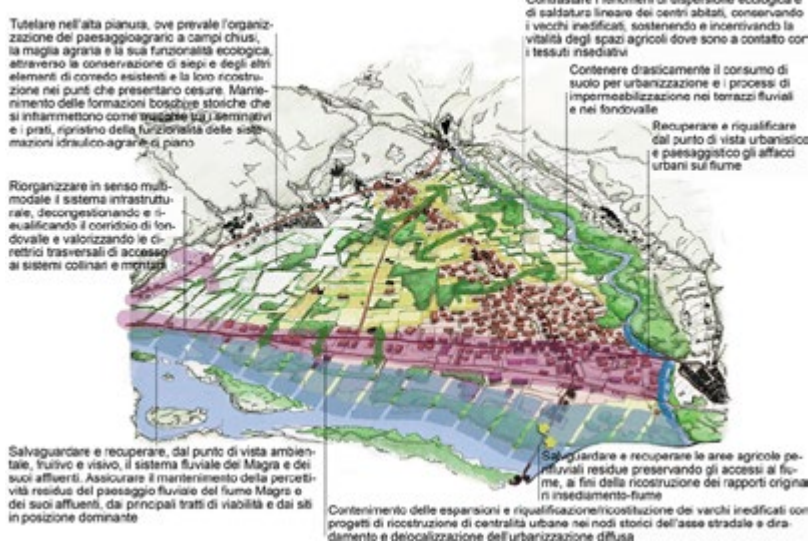 Tutelare nell'alta pianura, ove prevale l'organiz-
zazione del paesaggioagrario a campi chiusi,
la maglia agraria e la sua funzionalità ecologica,
attraverso la conservazione di siepi e degli altri
elementi di corredo esistenti e la loro ricostru-
zione nei punti che presentano cesure. Mante-
nimento delle formazioni boschive storiche che
si inframmettono come tra i seminativi
e i prati, ripristino della funzionalità delle siste-
mazioni idraulico-agrarie di piano
Contrastare i fenomeni di dispersione ecologica e
di saldatura lineare dei centri abitati, conservando
i vecchi inedificati, sostenendo e incentivando la
vitalità degli spazi agricoli dove sono a contatto con
i tessuti insediativi
Contenere drasticamente il consumo di
suolo per urbanizzazione e i processi di
impermeabilizzazione nei terrazzi fluviali
e nei fondovalle
Recuperare e riqualificare
dal punto di vista urbanistico
e paesaggistico gli affacci
urbani sul fiume
Riorganizzare in senso multi-
modale il sistema infrastruttu-
rale, decongestionando e ri-
qualificando il corridoio di fon-
dovalle e valorizzando le di-
rettrici trasversali di accesso
ai sistemi collinari e montani
Salvaguardare e recuperare, dal punto di vista ambien-
tale, fruitivo e visivo, il sistema fluviale del Magra e dei
suoi affluenti. Assicurare il mantenimento della percetti-
vità residua del paesaggio fluviale del fiume Magra e
dei suoi affluenti, dai principali tratti di viabilità e dai siti
in posizione dominante
Salvaguardare e recuperare le aree agricole pe-
rifluviali residue preservando gli accessi al fiu-
me, ai fini della ricostruzione dei rapporti origina-
ri insediamento-fiume
Contenimento delle espansioni e riqualificazione/ricostituzione dei varchi inedificati con
progetti di ricostruzione di centralità urbane nei nodi storici dell'asse stradale e dira-
damento e delocalizzazione dell'urbanizzazione diffusa